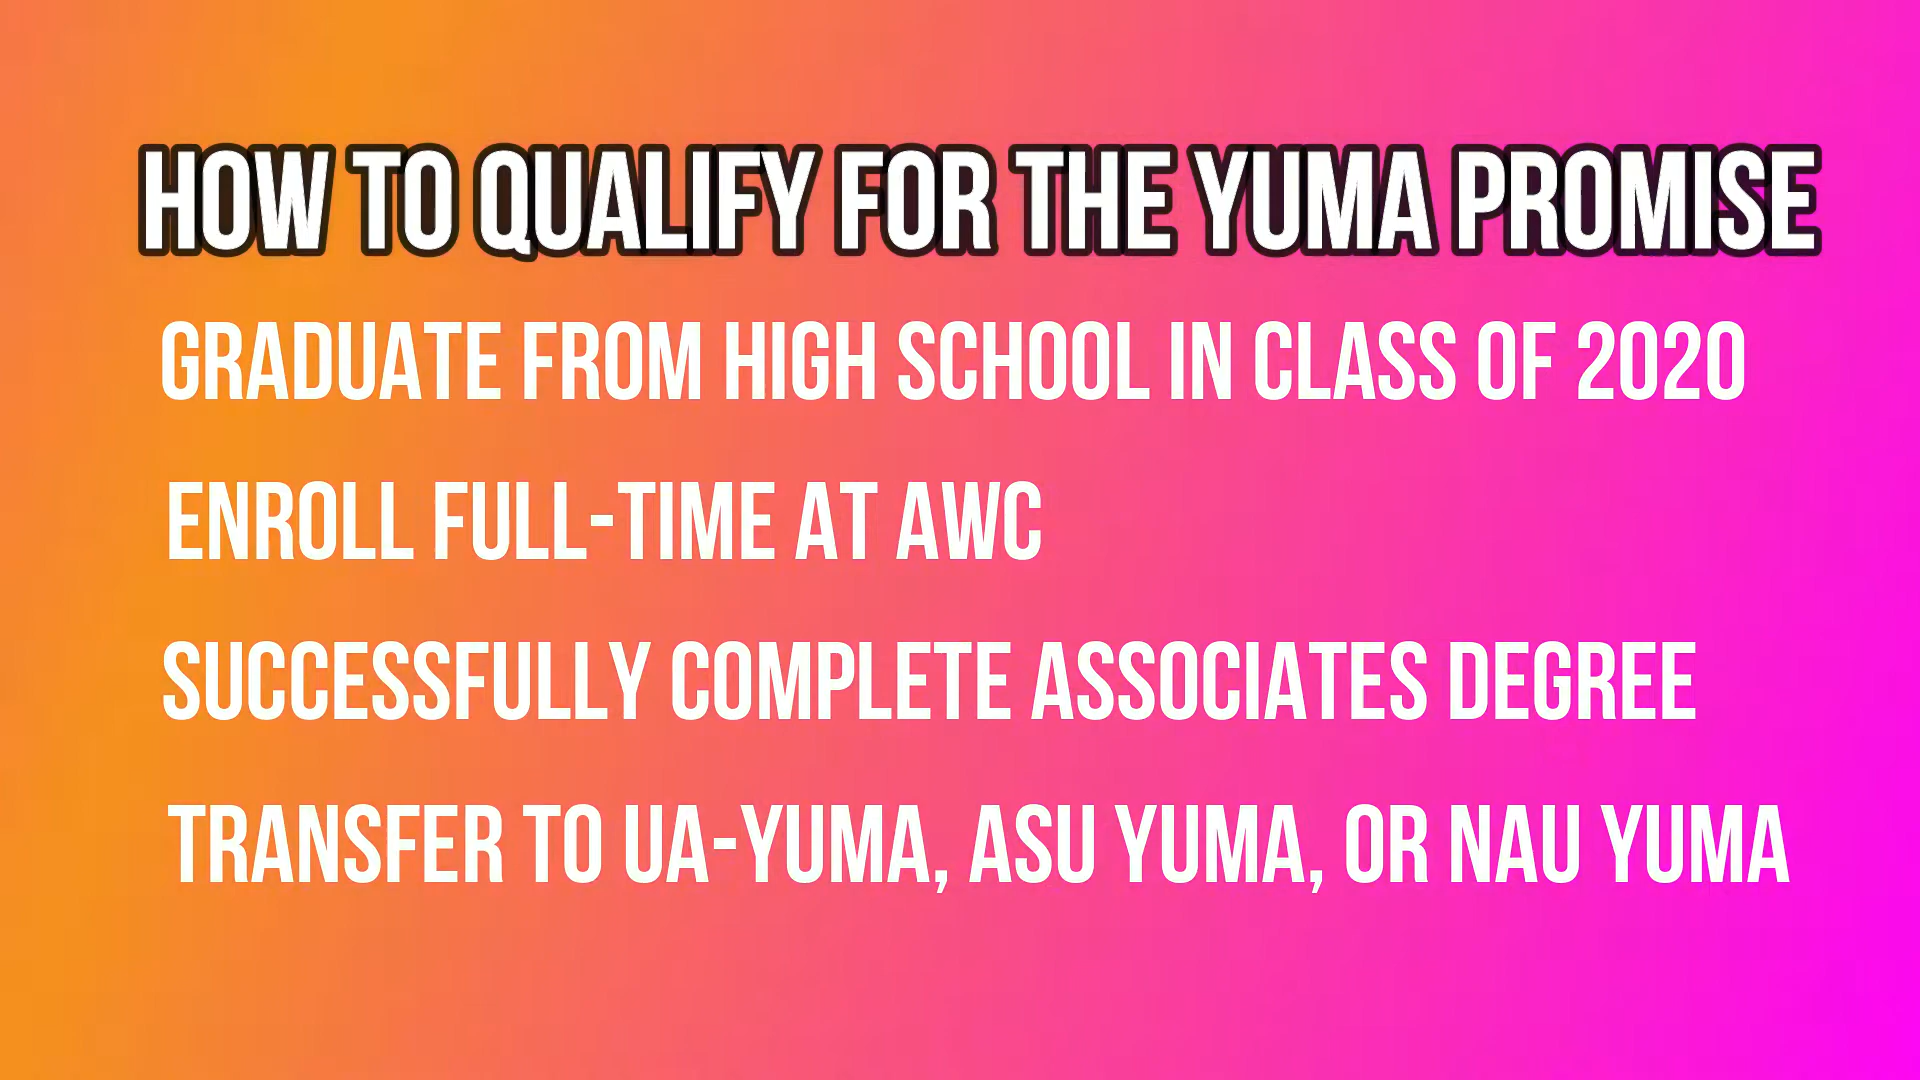 HOW TO QUALIFY FOR THE YUMA PROMISE
GRADUATE FROM HIGH SCHOOL IN CLASS OF 2020
ENROLL FULL-TIME AT AWC
SUCCESSFULLY COMPLETE ASSOCIATES DEGREE
TRANSFER TO UA-YUMA, ASU YUMA, OR NAU YUMA